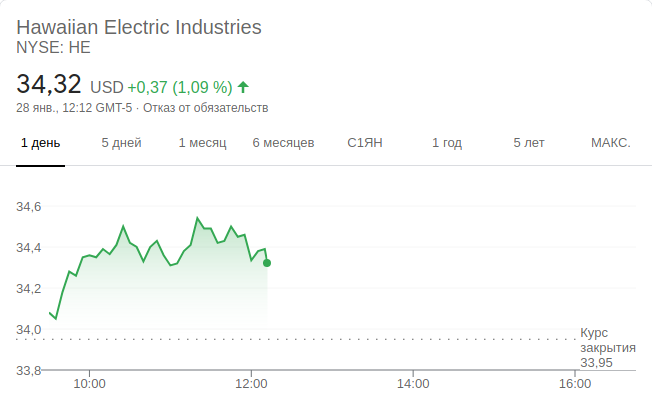 Hawaiian Electric Industries
NYSE: HE
34,32 USD +0,37 (1,09 %)
28 янв., 12:12 GMT-5 · Отказ от обязательств
1 день 5 дней 1 месяц 6 месяцев С1ЯН 1 год 5 лет МАКС.
34,6
34,4
34,2
34,0
Курс
закрытия
33,95
33,8
10:00 12:00 14:00 16:00